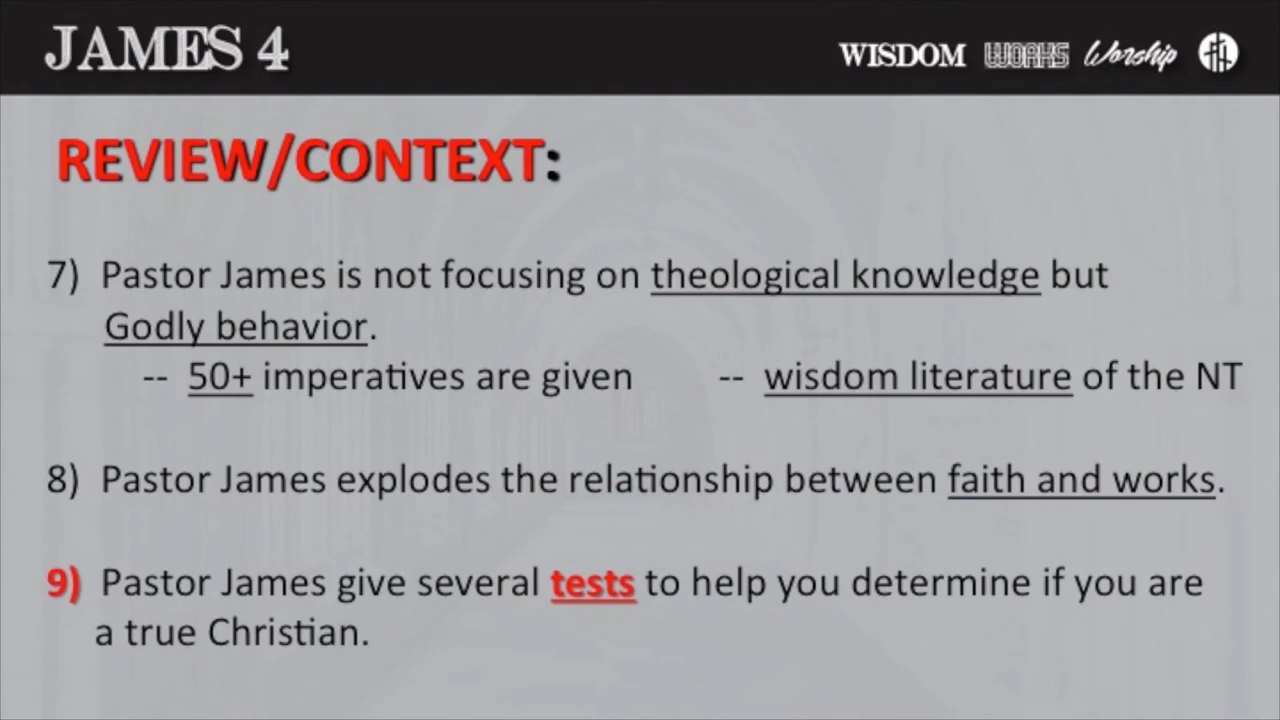 JAMES 4
WISDOM WORKS Worship
REVIEW/CONTEXT:
7) Pastor James is not focusing on theological knowledge but
Godly behavior.
-- 50+ imperatives are given -- wisdom literature of the NT
8) Pastor James explodes the relationship between faith and works.
9) Pastor James give several tests to help you determine if you are
a true Christian.